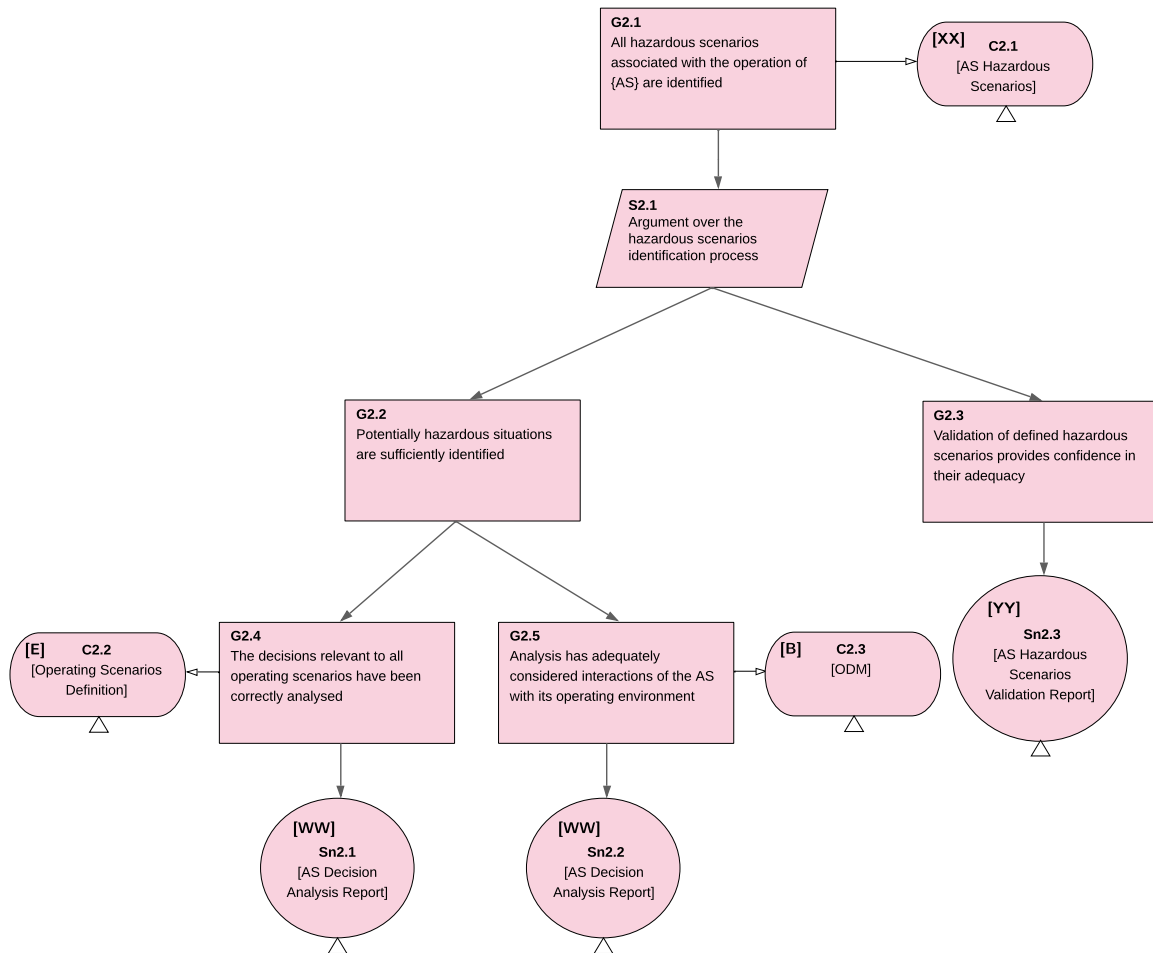 G2.1
All hazardous scenarios
associated with the operation of
{AS} are identified
[XX]
C2.1
[AS Hazardous
Scenarios]
S2.1
Argument over the
hazardous scenarios
identification process
G2.2
Potentially hazardous situations
are sufficiently identified
G2.3
Validation of defined hazardous
scenarios provides confidence in
their adequacy
[E]
C2.2
[Operating Scenarios
Definition]
G2.4
The decisions relevant to all
operating scenarios have been
correctly analysed
G2.5
Analysis has adequately
considered interactions of the AS
with its operating environment
[B]
C2.3
[ODM]
[YY]
Sn2.3
[AS Hazardous
Scenarios
Validation Report]
[WW]
Sn2.1
[AS Decision
Analysis Report]
[WW]
Sn2.2
[AS Decision
Analysis Report]